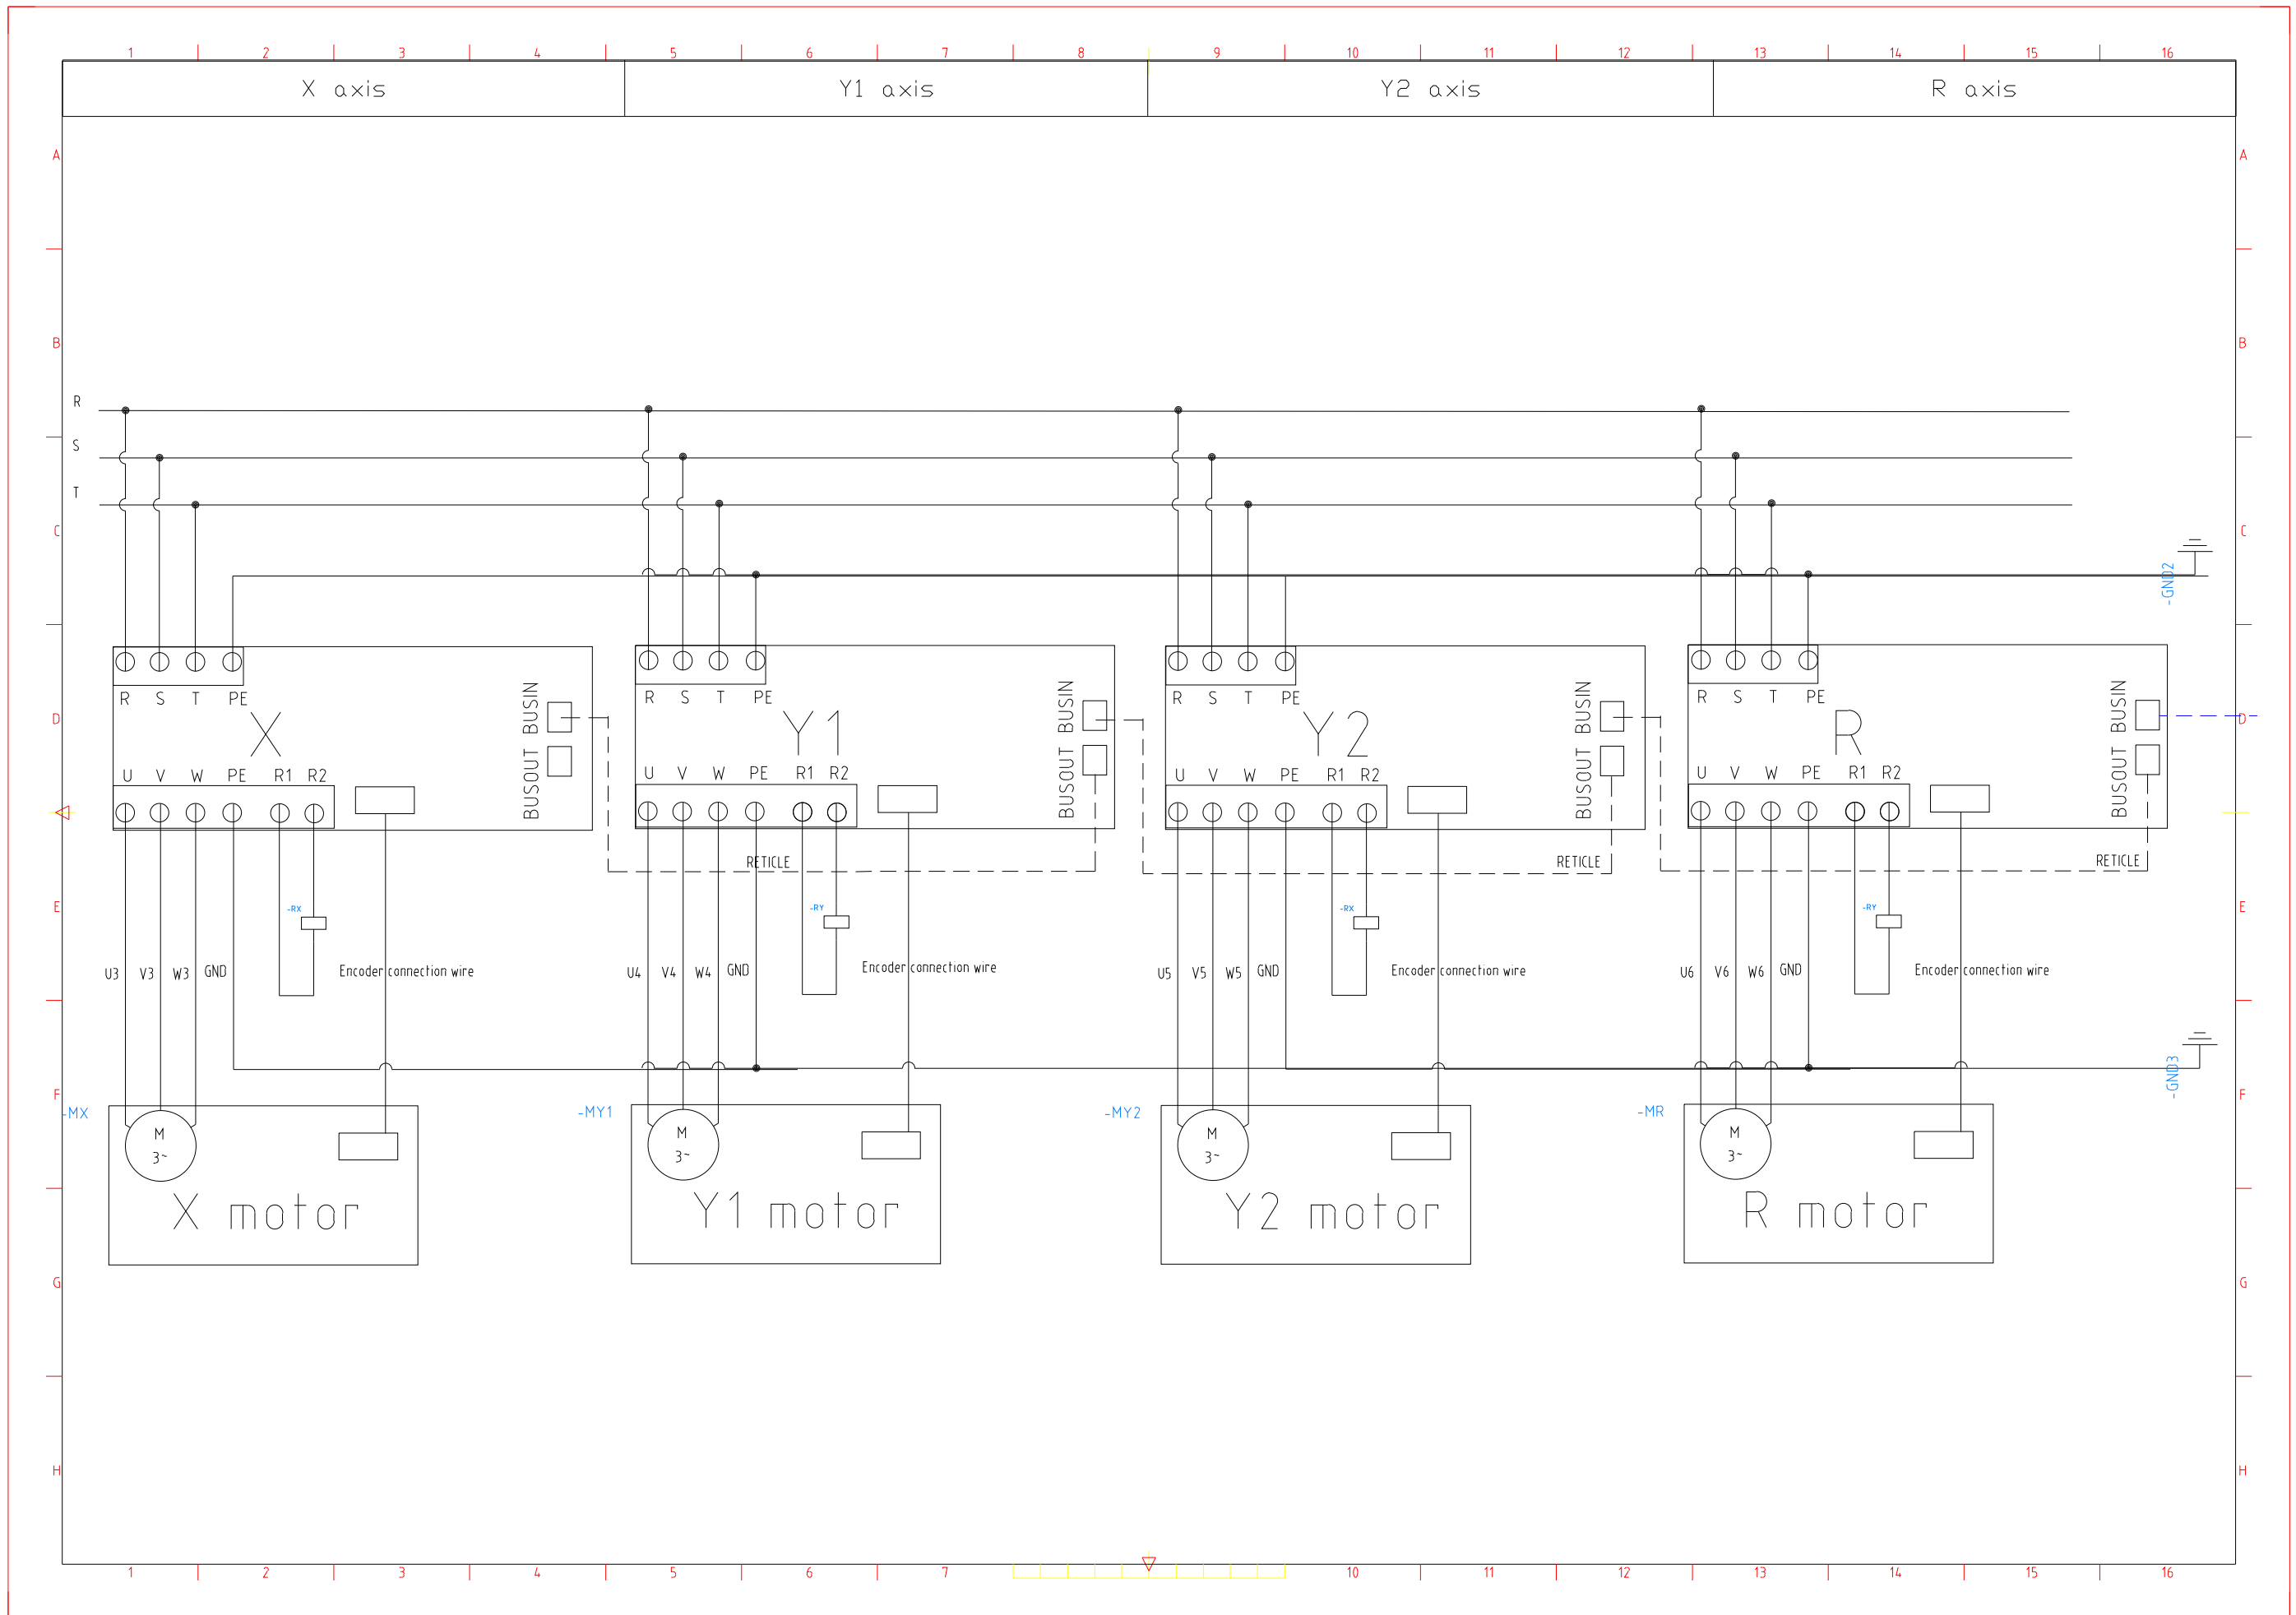 1 2 3 4 5 6 7 8 9 10 11 12 13 14 15 16
X axis Y1 axis Y2 axis R axis
A A
B B
R
S
T
C C
-GND2
R S T PE R S T PE R S T PE R S T PE
BUSIN BUSIN BUSIN BUSIN
D D
X Y1 Y2 R
BUSOUT BUSOUT BUSOUT BUSOUT
U V W PE R1 R2 U V W PE R1 R2 U V W PE R1 R2 U V W PE R1 R2
RETICLE RETICLE RETICLE
E E
-RX -RY -RX -RY
U3 V3 W3 GND Encoder connection wire U4 V4 W4 GND Encoder connection wire U5 V5 W5 GND Encoder connection wire U6 V6 W6 GND Encoder connection wire
-GND3
F F
-MX -MY1 -MY2 -MR
M M M M
3~ 3~ 3~ 3~
X motor Y1 motor Y2 motor R motor
G G
H H
1 2 3 4 5 6 7 10 11 12 13 14 15 16